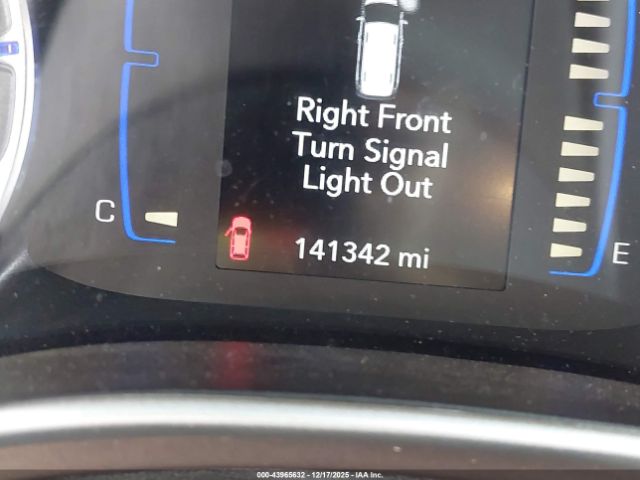 Right Front
Turn Signal
Light Out
C
141342 mi
E
000-43965632 - 12/17/2025 - IAA Inc.